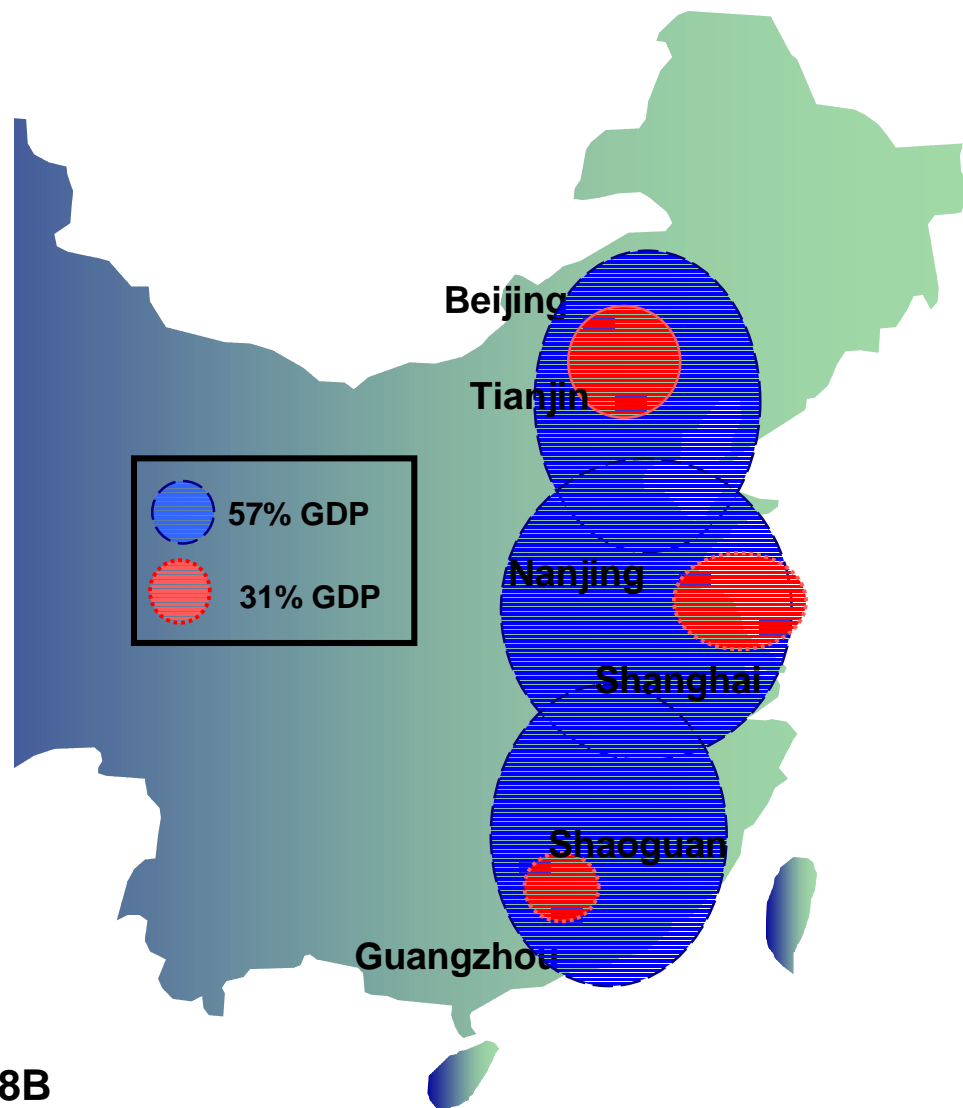 Beijing
Tianjin
57% GDP
31% GDP
Nanjing
Shanghai
Shaoguan
Guangzhou
8B